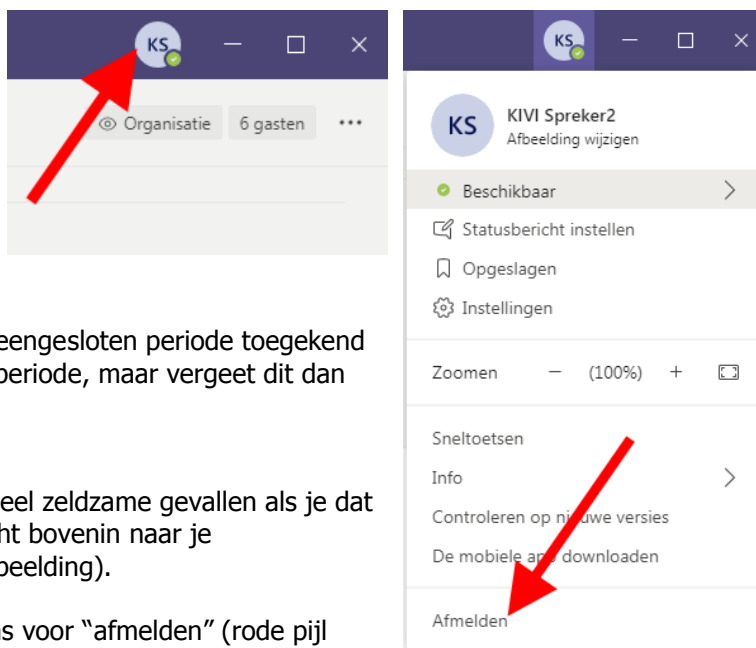 KS
Organisatie
6 gasten
eengesloten periode toegekend
periode, maar vergeet dit dan
eel zeldzame gevallen als je dat
ht bovenin naar je
beelding).
s voor “afmelden” (rode pijl
KS
KS
KIVI Spreker2
Afbeelding wijzigen
Beschikbaar
Statusbericht instellen
Opgeslagen
Instellingen
Zoomen − (100%) +
Sneltoetsen
Info
Controleren op nieuwe versies
De mobiele app downloaden
Afmelden